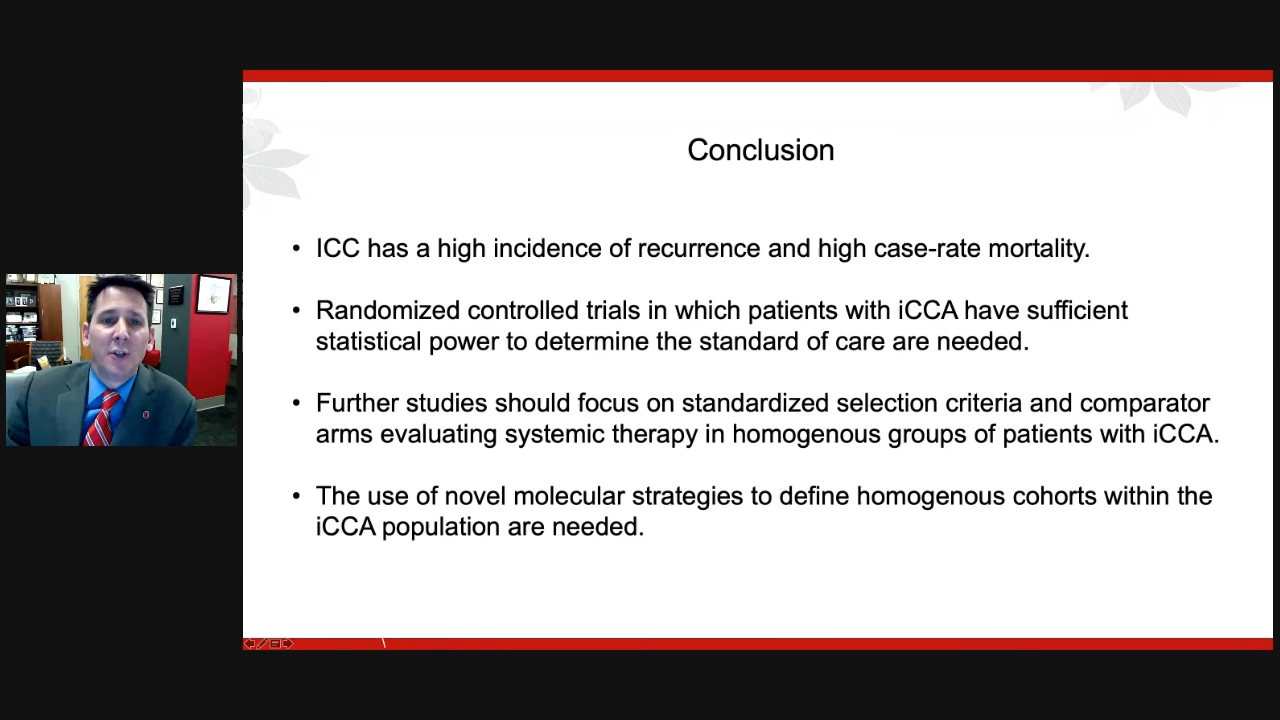 Conclusion
• ICC has a high incidence of recurrence and high case-rate mortality.
• Randomized controlled trials in which patients with iCCA have sufficient
statistical power to determine the standard of care are needed.
• Further studies should focus on standardized selection criteria and comparator
arms evaluating systemic therapy in homogenous groups of patients with iCCA.
• The use of novel molecular strategies to define homogenous cohorts within the
iCCA population are needed.